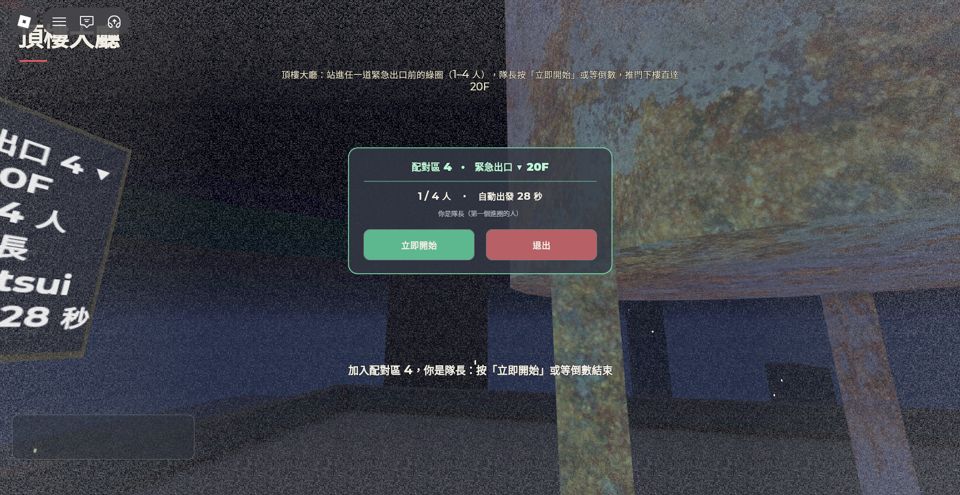 頂樓大廳
頂樓大廳：站進任一道緊急出口前的綠圈（1–4 人），隊長按「立即開始」或等倒數，推門下樓直達
20F
配對區 4 • 緊急出口 ▼ 20F
1 / 4 人 • 自動出發 28 秒
你是隊長（第一個進圈的人）
立即開始
退出
加入配對區 4，你是隊長：按「立即開始」或等倒數結束
出口 4 ▼
20F
4 人
長
tsui
28 秒